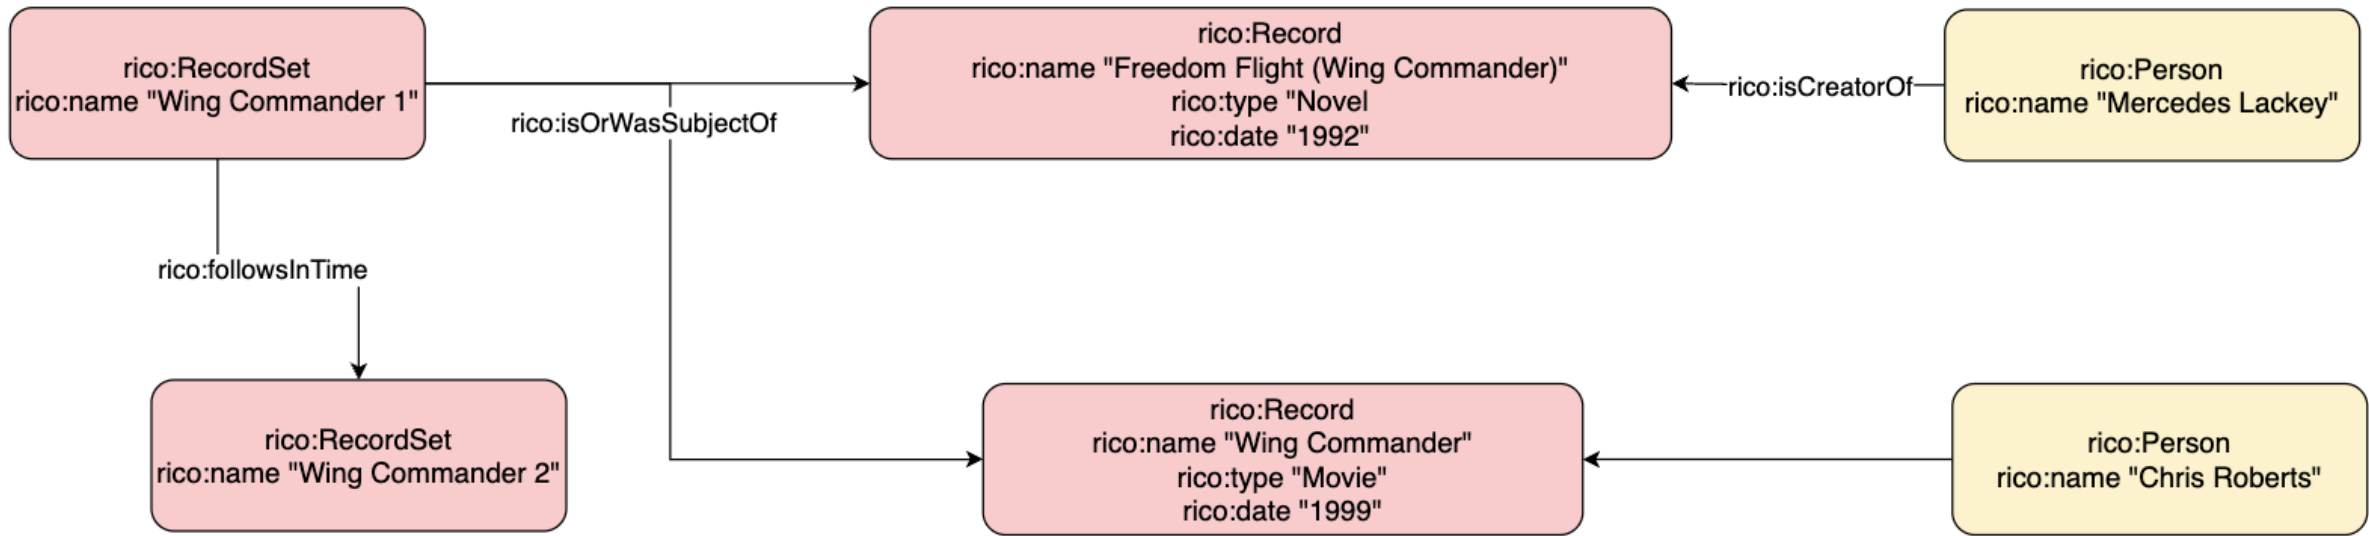 rico:RecordSet
rico:name "Wing Commander 1"
rico:isOrWasSubjectOf
rico:Record
rico:name "Freedom Flight (Wing Commander)"
rico:type "Novel
rico:date "1992"
rico:isCreatorOf
rico:Person
rico:name "Mercedes Lackey"
rico:followsInTime
rico:RecordSet
rico:name "Wing Commander 2"
rico:Record
rico:name "Wing Commander"
rico:type "Movie"
rico:date "1999"
rico:Person
rico:name "Chris Roberts"